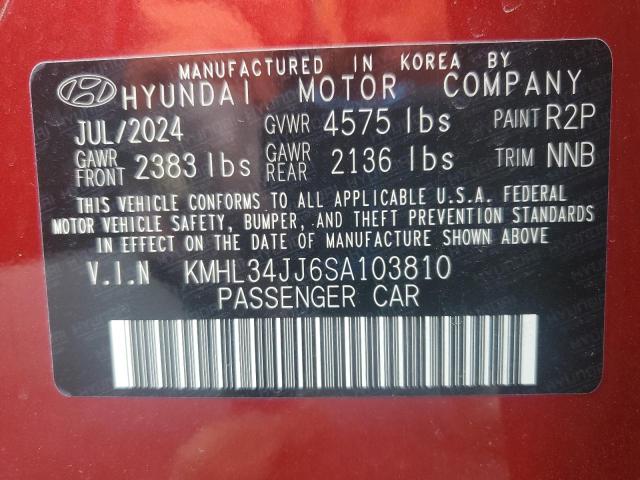 MANUFACTURED IN KOREA BY
HYUNDAI MOTOR COMPANY
JUL/2024 GVWR 4575 lbs PAINT R2P
GAWR FRONT 2383 lbs GAWR REAR 2136 lbs TRIM NNB
THIS VEHICLE CONFORMS TO ALL APPLICABLE U.S.A. FEDERAL
MOTOR VEHICLE SAFETY, BUMPER, AND THEFT PREVENTION STANDARDS
IN EFFECT ON THE DATE OF MANUFACTURE SHOWN ABOVE
V.I.N KMHL34JJ6SA103810
PASSENGER CAR